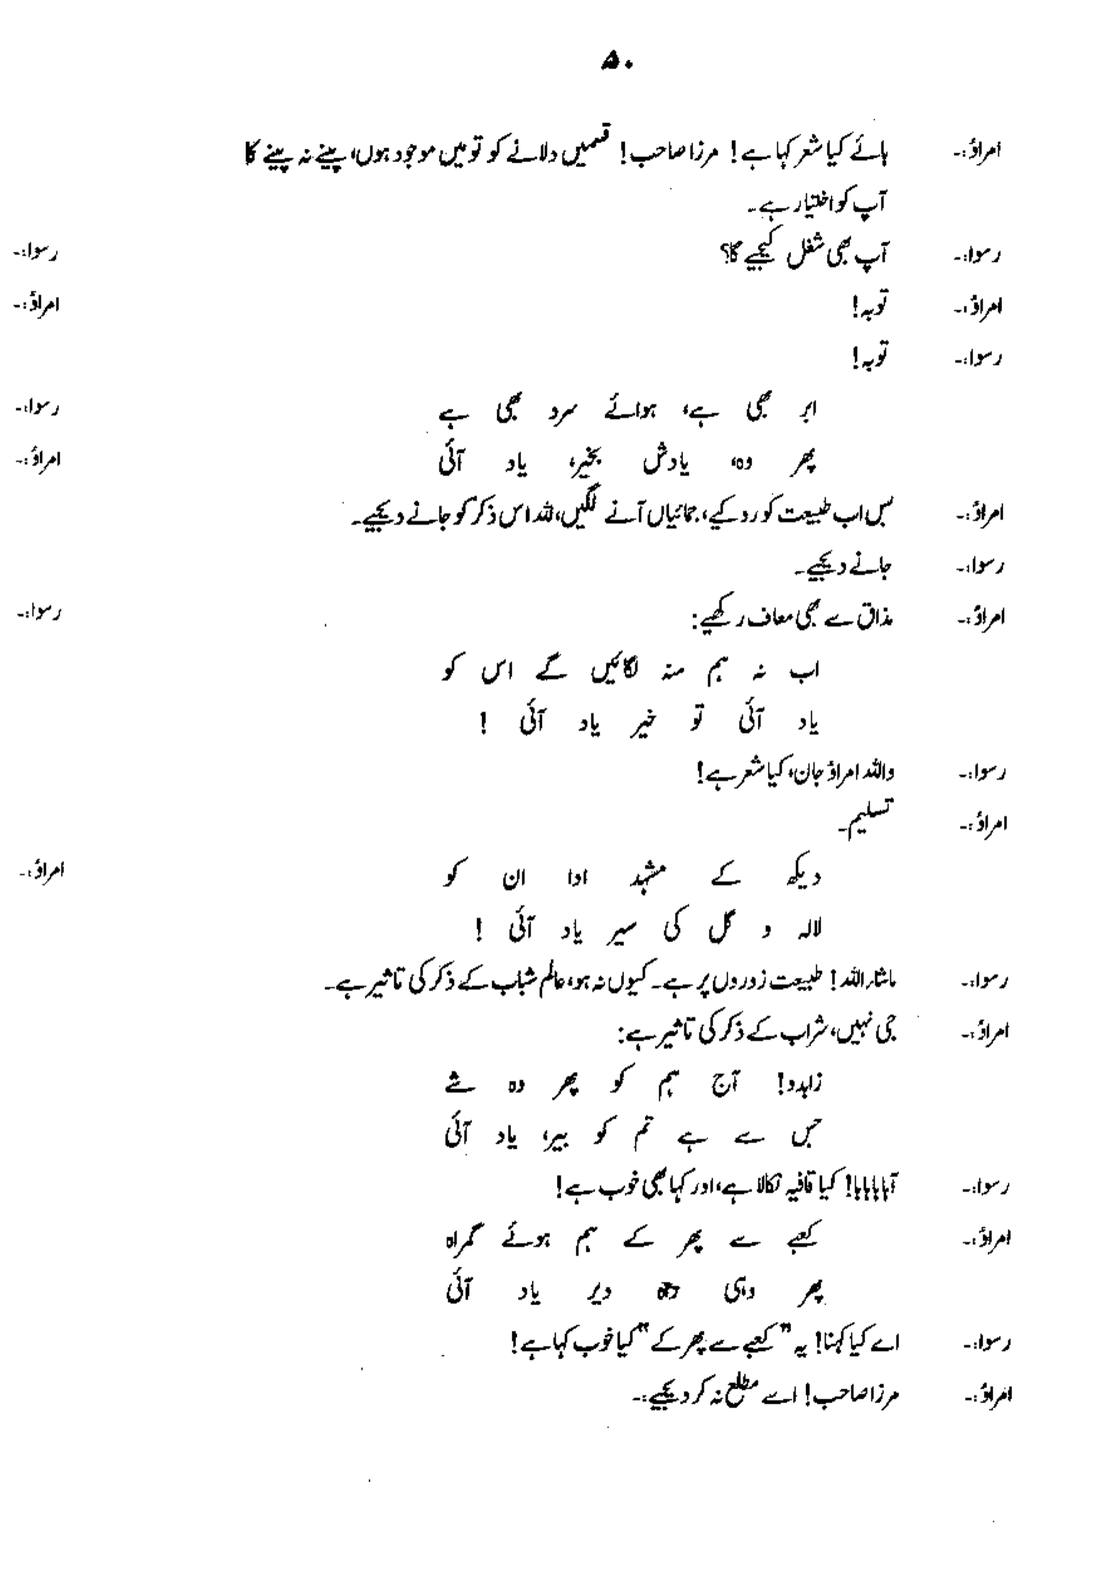 ۵۰
امراؤ:۔ ہائے کیا شعر کہا ہے! مرزا صاحب! قسمیں دلانے کو تو میں موجود ہوں، پینے نہ پینے کا
آپ کو اختیار ہے۔
رسوا:۔ آپ بھی شغل کیجیے گا؟ رسوا:۔
امراؤ:۔ توبہ! امراؤ:۔
رسوا:۔ توبہ!
ابر بھی ہے، ہوائے سرد بھی ہے رسوا:۔
پھر وہ، یادش بخیر، یاد آئی امراؤ:۔
امراؤ:۔ بس اب طبیعت کو روکیے، جمائیاں آنے لگیں، للہ اس ذکر کو جانے دیجیے۔
رسوا:۔ جانے دیجیے۔
امراؤ:۔ مذاق سے بھی معاف رکھیے: رسوا:۔
اب نہ ہم منہ لگائیں گے اس کو
یاد آئی تو خیر یاد آئی !
رسوا:۔ واللہ امراؤ جان، کیا شعر ہے!
امراؤ:۔ تسلیم۔
دیکھ کے مشہد ادا ان کو امراؤ:۔
لالہ و گل کی سیر یاد آئی !
رسوا:۔ ماشاء اللہ! طبیعت زوروں پر ہے۔ کیوں نہ ہو، عالم شباب کے ذکر کی تاثیر ہے۔
امراؤ:۔ جی نہیں، شراب کے ذکر کی تاثیر ہے:
زاہدو! آج ہم کو پھر وہ شے
جس سے ہے تم کو بیر، یاد آئی
رسوا:۔ آہاہاہا! کیا قافیہ نکالا ہے، اور کہا بھی خوب ہے!
امراؤ:۔ کعبے سے پھر کے ہم ہوئے گمراہ
پھر وہی راہ دیر یاد آئی
رسوا:۔ اے کیا کہنا! یہ "کعبے سے پھر کے" کیا خوب کہا ہے!
امراؤ:۔ مرزا صاحب! اسے مطلع نہ کر دیجیے:۔